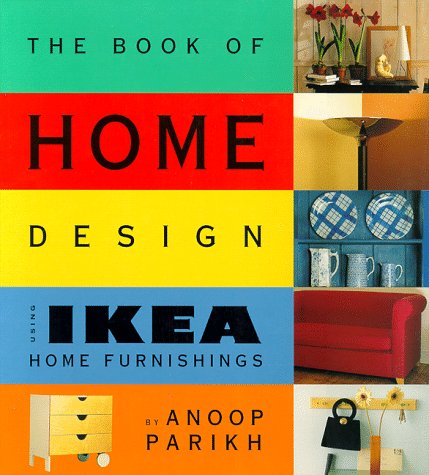 THE BOOK OF
HOME
DESIGN
USING IKEA
HOME FURNISHINGS
BY ANOOP
PARIKH